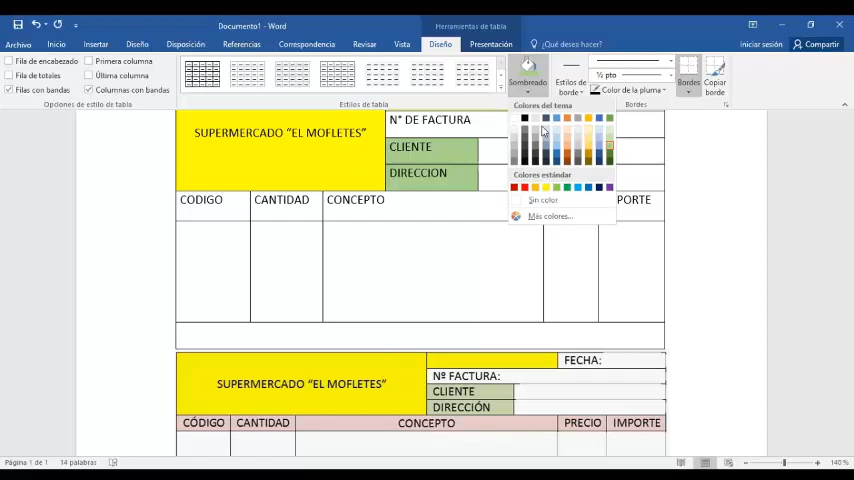 Documento1 - Word
Herramientas de tabla
Archivo Inicio Insertar Diseño Disposición Referencias Correspondencia Revisar Vista Diseño Presentación ¿Qué desea hacer? Iniciar sesión Compartir
Fila de encabezado Primera columna
Fila de totales Última columna
Filas con bandas Columnas con bandas
Sombreado
Estilos de borde
½ pto
Color de la pluma
Bordes
Copiar borde
Opciones de estilo de tabla Estilos de tabla Bordes
Colores del tema
Colores estándar
Sin color
Más colores...
SUPERMERCADO “EL MOFLETES”
N° DE FACTURA
CLIENTE
DIRECCION
CODIGO CANTIDAD CONCEPTO PORTE
FECHA:
SUPERMERCADO “EL MOFLETES”
Nº FACTURA:
CLIENTE
DIRECCIÓN
CÓDIGO CANTIDAD CONCEPTO PRECIO IMPORTE
Página 1 de 1 14 palabras 140 %